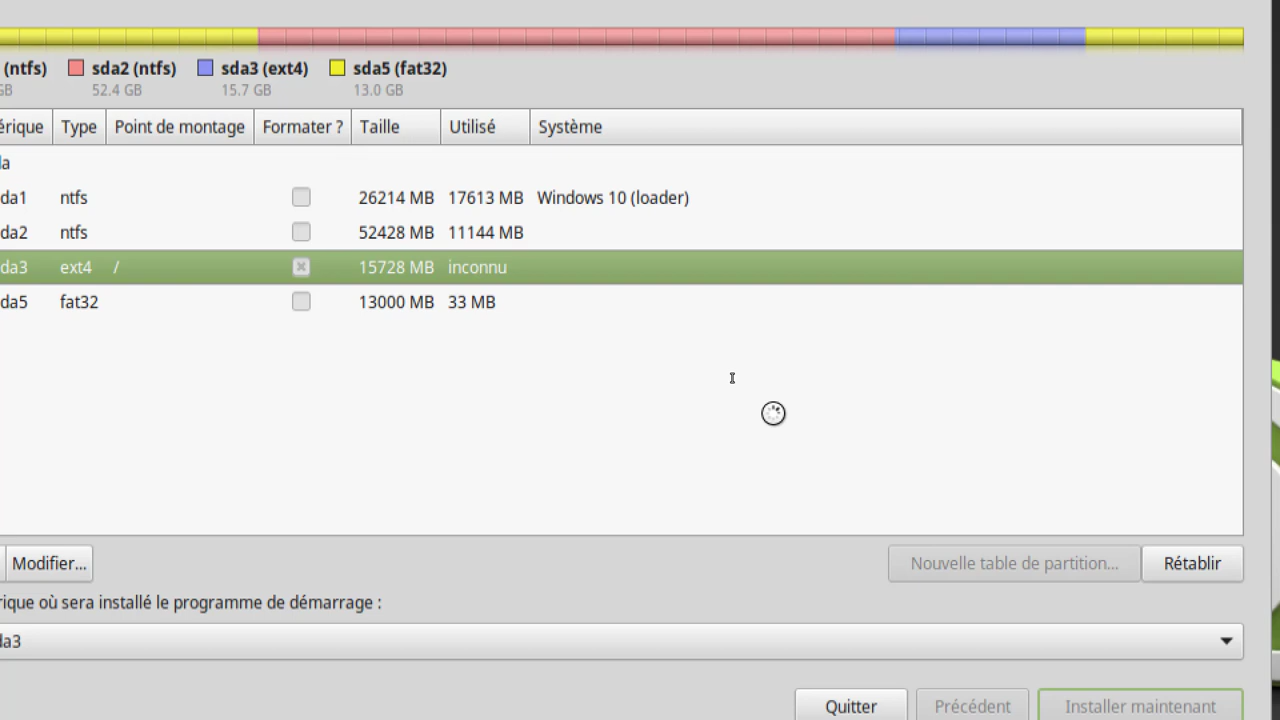 (ntfs) sda2 (ntfs) sda3 (ext4) sda5 (fat32)
GB 52.4 GB 15.7 GB 13.0 GB
érique Type Point de montage Formater ? Taille Utilisé Système
da
da1 ntfs 26214 MB 17613 MB Windows 10 (loader)
da2 ntfs 52428 MB 11144 MB
da3 ext4 / 15728 MB inconnu
da5 fat32 13000 MB 33 MB
Modifier... Nouvelle table de partition... Rétablir
rique où sera installé le programme de démarrage :
da3
Quitter Précédent Installer maintenant